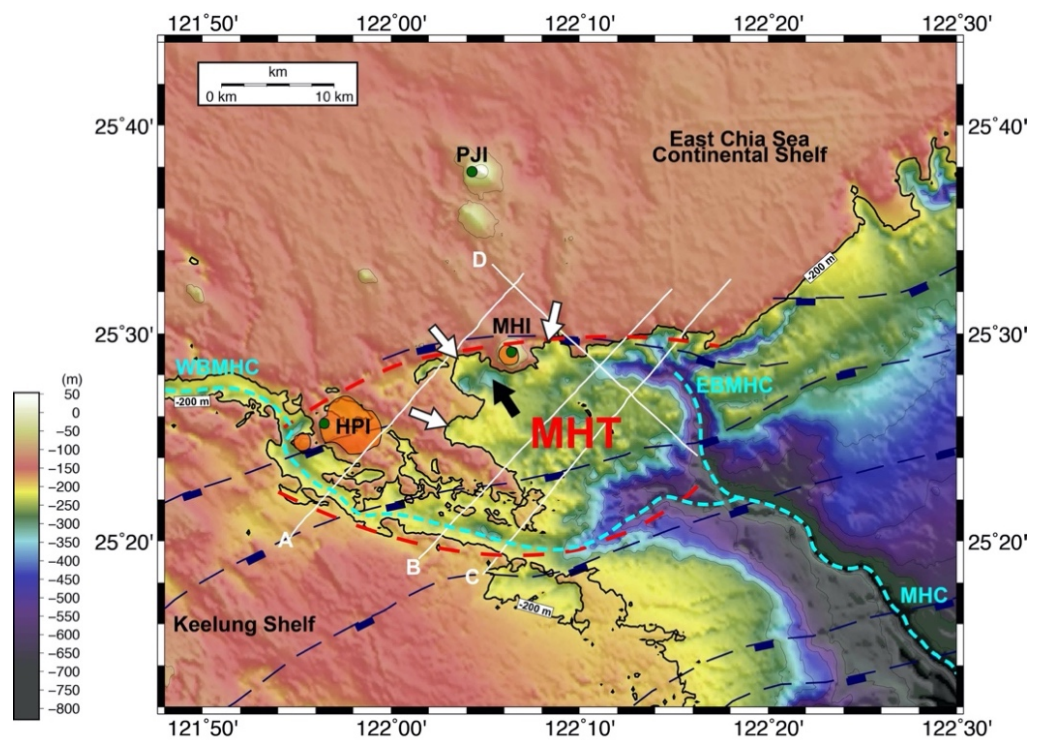 121˚50' 122˚00' 122˚10' 122˚20' 122˚30'
km
0 km 10 km
25˚40'
East Chia Sea
Continental Shelf
PJI
-200 m
D
25˚30'
MHI
WBMHC
EBMHC
-200 m
HPI
MHT
(m)
50
0
−50
−100
−150
−200
−250
−300
−350
−400
−450
−500
−550
−600
−650
−700
−750
−800
25˚20'
A
B
C
-200 m
MHC
Keelung Shelf
121˚50' 122˚00' 122˚10' 122˚20' 122˚30'
25˚40'
25˚30'
25˚20'